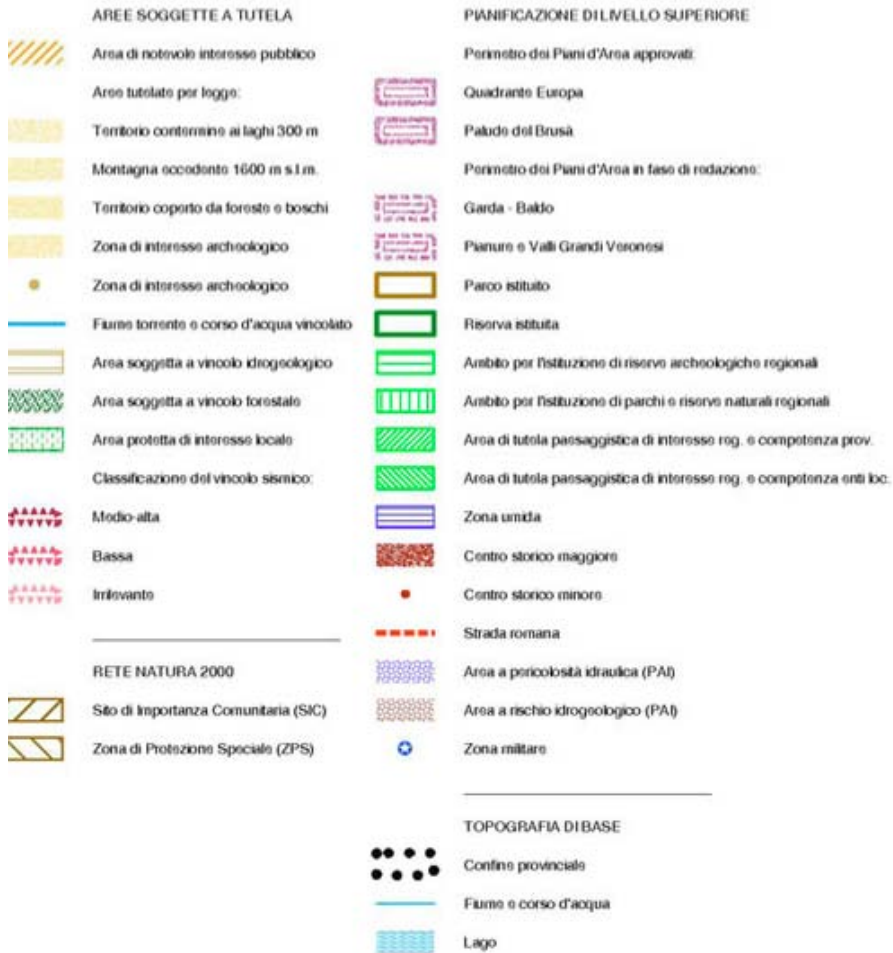 AREE SOGGETTE A TUTELA
Area di notevole interesse pubblico
Aree tutelate per legge:
Territorio contermine ai laghi 300 m
Montagna eccedente 1600 m s.l.m.
Territorio coperto da foreste e boschi
Zona di interesse archeologico
Zona di interesse archeologico
Fiume torrente e corso d'acqua vincolato
Area soggetta a vincolo idrogeologico
Area soggetta a vincolo forestale
Area protetta di interesse locale
Classificazione del vincolo sismico:
Medio-alta
Bassa
Irrilevante
RETE NATURA 2000
Sito di Importanza Comunitaria (SIC)
Zona di Protezione Speciale (ZPS)
PIANIFICAZIONE DI LIVELLO SUPERIORE
Perimetro dei Piani d'Area approvati:
Quadrante Europa
Palude del Brusà
Perimetro dei Piani d'Area in fase di redazione:
Garda - Baldo
Pianure e Valli Grandi Veronesi
Parco istituito
Riserva istituita
Ambito per l'istituzione di riserve archeologiche regionali
Ambito per l'istituzione di parchi e riserve naturali regionali
Area di tutela paesaggistica di interesse reg. e competenza prov.
Area di tutela paesaggistica di interesse reg. e competenza enti loc.
Zona umida
Centro storico maggiore
Centro storico minore
Strada romana
Area a pericolosità idraulica (PAI)
Area a rischio idrogeologico (PAI)
Zona militare
TOPOGRAFIA DI BASE
Confine provinciale
Fiume e corso d'acqua
Lago